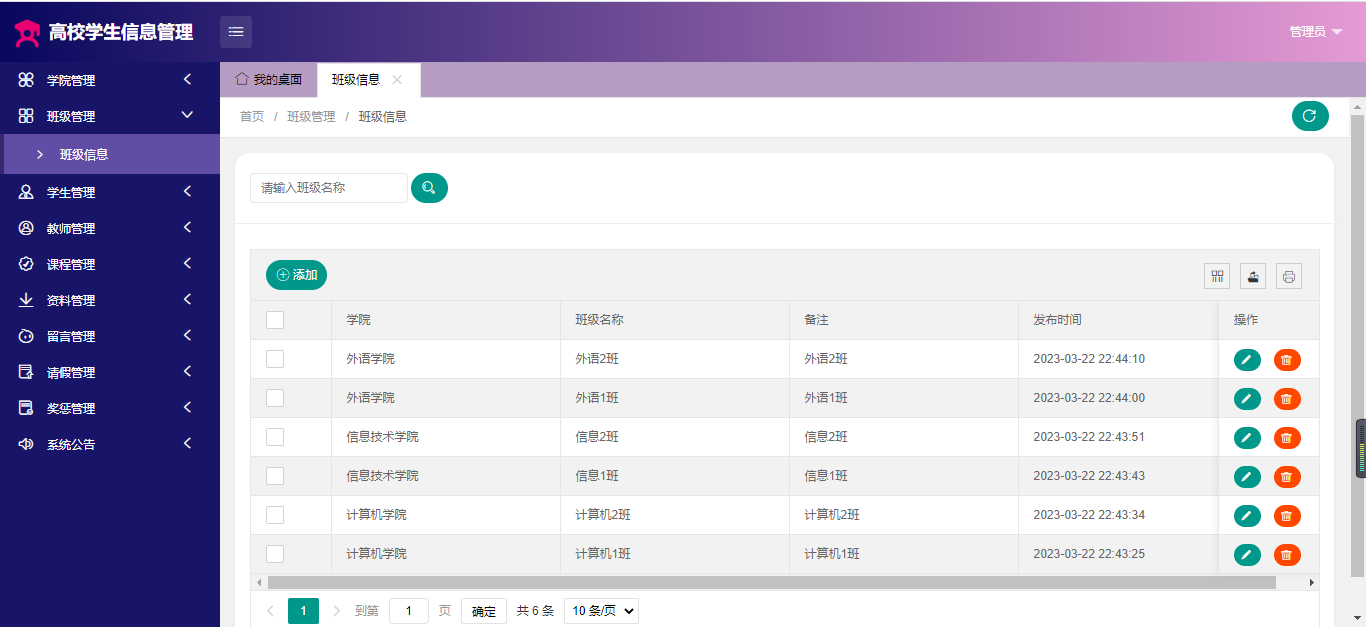 高校学生信息管理
管理员
学院管理
班级管理
班级信息
学生管理
教师管理
课程管理
资料管理
留言管理
请假管理
奖惩管理
系统公告
我的桌面 班级信息
首页 / 班级管理 / 班级信息
请输入班级名称
添加
学院 班级名称 备注 发布时间 操作
外语学院 外语2班 外语2班 2023-03-22 22:44:10
外语学院 外语1班 外语1班 2023-03-22 22:44:00
信息技术学院 信息2班 信息2班 2023-03-22 22:43:51
信息技术学院 信息1班 信息1班 2023-03-22 22:43:43
计算机学院 计算机2班 计算机2班 2023-03-22 22:43:34
计算机学院 计算机1班 计算机1班 2023-03-22 22:43:25
1 到第 1 页 确定 共 6 条 10 条/页